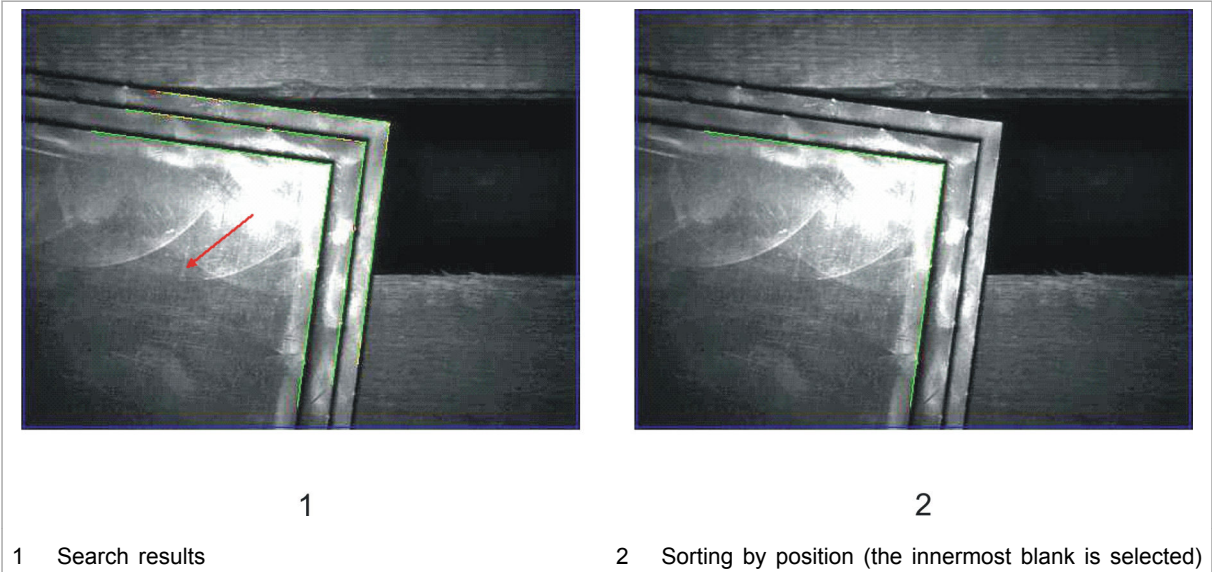 1
2
1 Search results
2 Sorting by position (the innermost blank is selected)